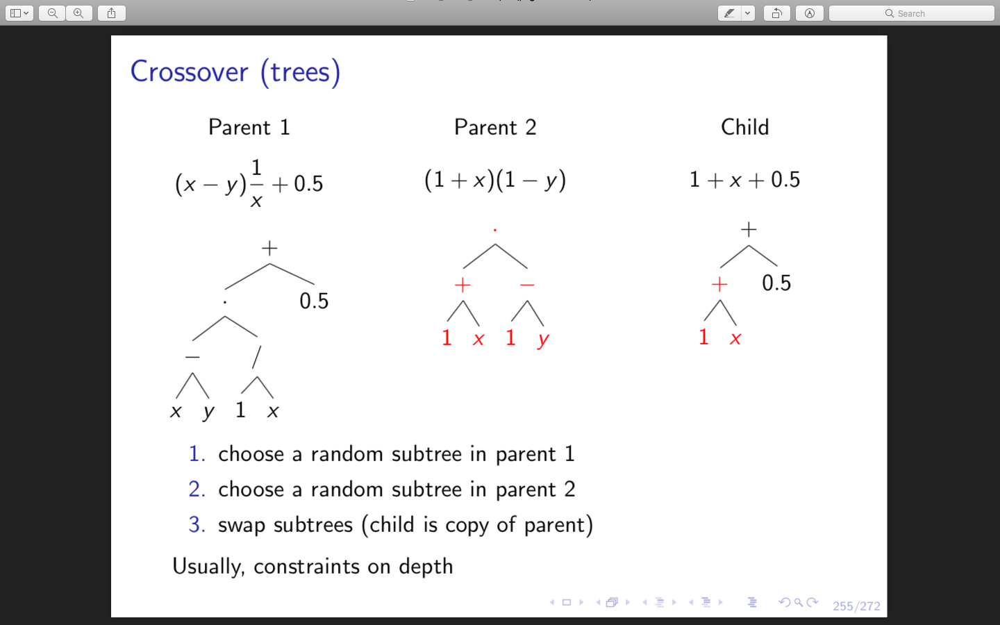 Search
Crossover (trees)
Parent 1 Parent 2 Child
(x − y) 1/x + 0.5 (1 + x)(1 − y) 1 + x + 0.5
+ · +
· 0.5 + − + 0.5
− / 1 x 1 y 1 x
x y 1 x
1. choose a random subtree in parent 1
2. choose a random subtree in parent 2
3. swap subtrees (child is copy of parent)
Usually, constraints on depth
255/272